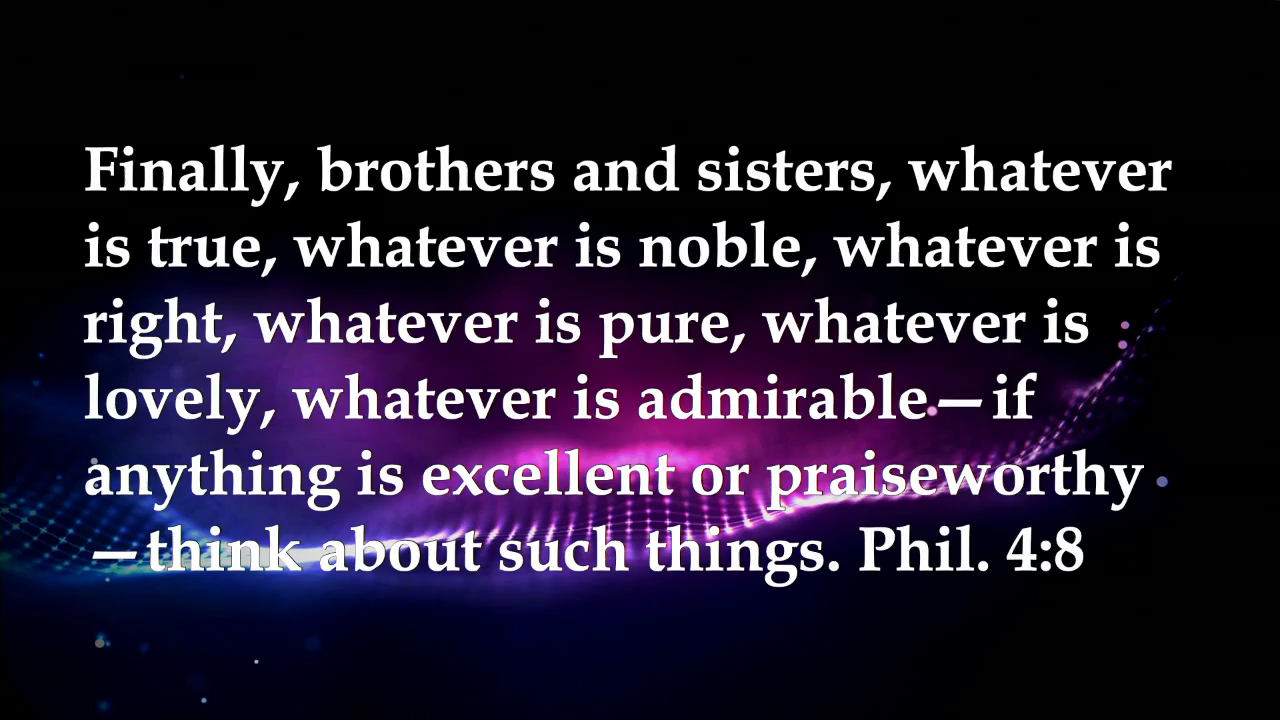 Finally, brothers and sisters, whatever
is true, whatever is noble, whatever is
right, whatever is pure, whatever is
lovely, whatever is admirable—if
anything is excellent or praiseworthy
—think about such things. Phil. 4:8